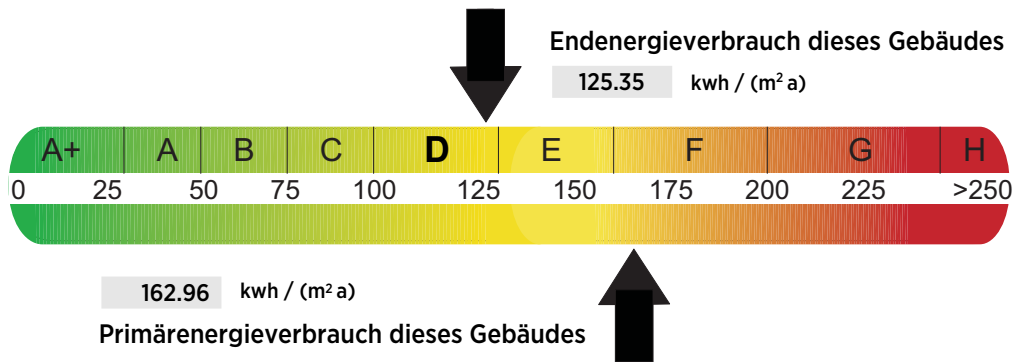 Endenergieverbrauch dieses Gebäudes
125.35 kwh / (m² a)
A+ A B C D E F G H
0 25 50 75 100 125 150 175 200 225 >250
162.96 kwh / (m² a)
Primärenergieverbrauch dieses Gebäudes